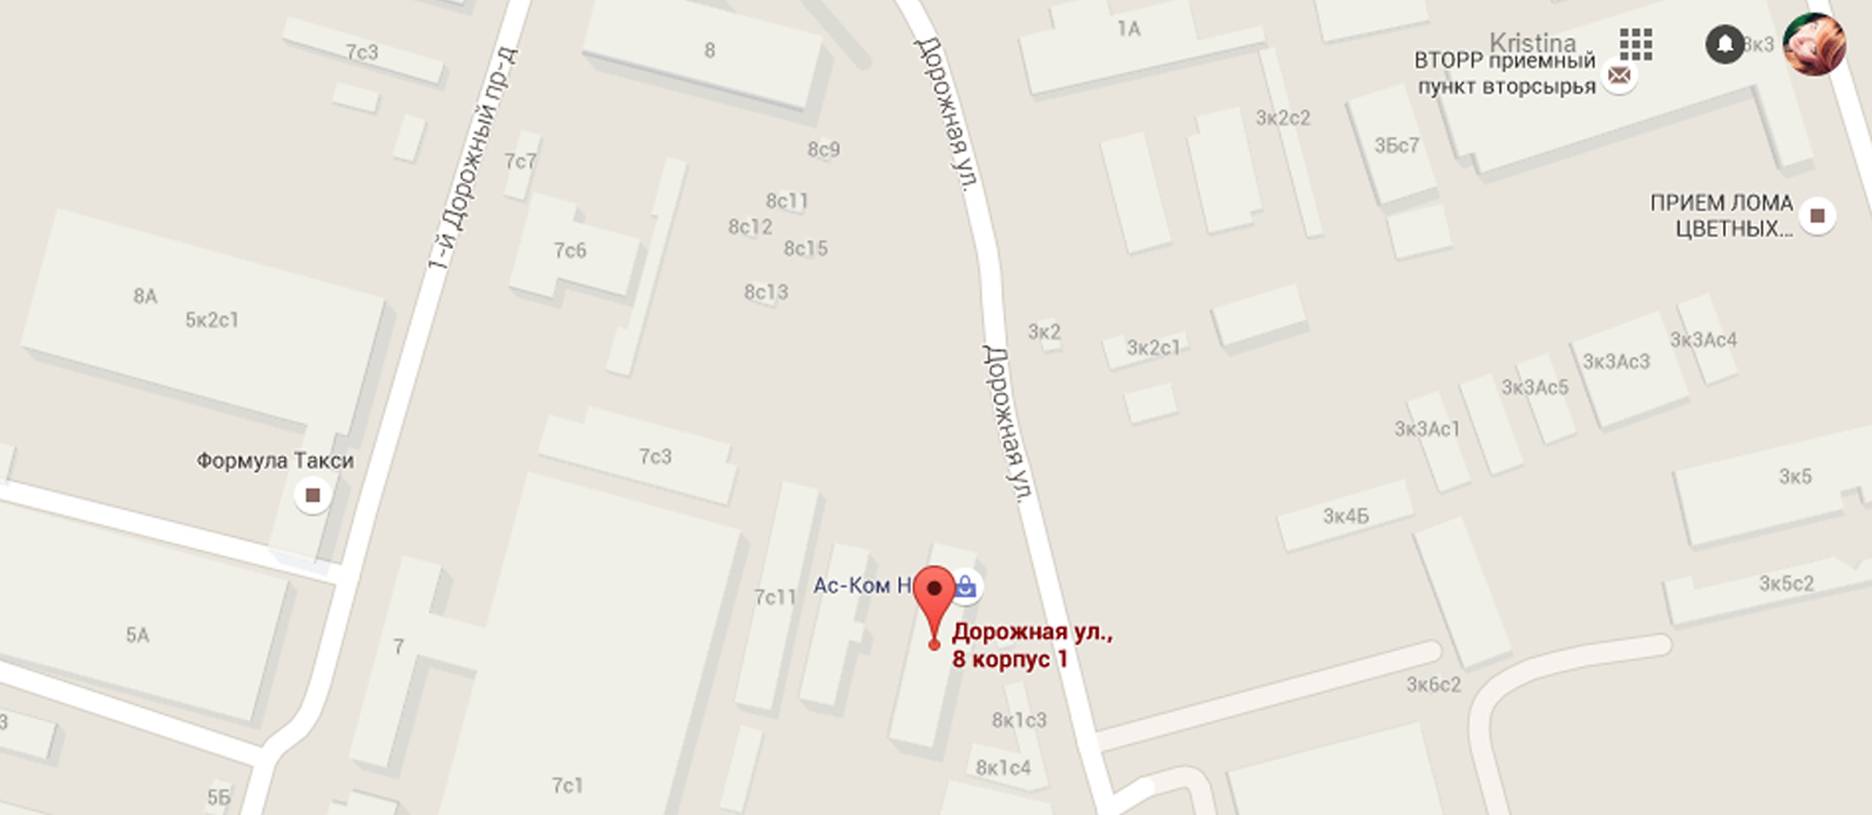 7с3
1-й Дорожный пр-д
8
Дорожная ул.
1А
Kristina
8к3
ВТОРР приемный
пункт вторсырья
3к2с2
3Бс7
7с7
8с9
8с11
8с12
8с15
8с13
7с6
ПРИЕМ ЛОМА
ЦВЕТНЫХ...
8А
5к2с1
3к2
3к2с1
Дорожная ул.
3к3Ас4
3к3Ас3
3к3Ас5
3к3Ас1
Формула Такси
7с3
3к5
3к4Б
Ас-Ком Н
7с11
3к5с2
Дорожная ул.,
8 корпус 1
5А
7
3к6с2
3
8к1с3
8к1с4
7с1
5Б